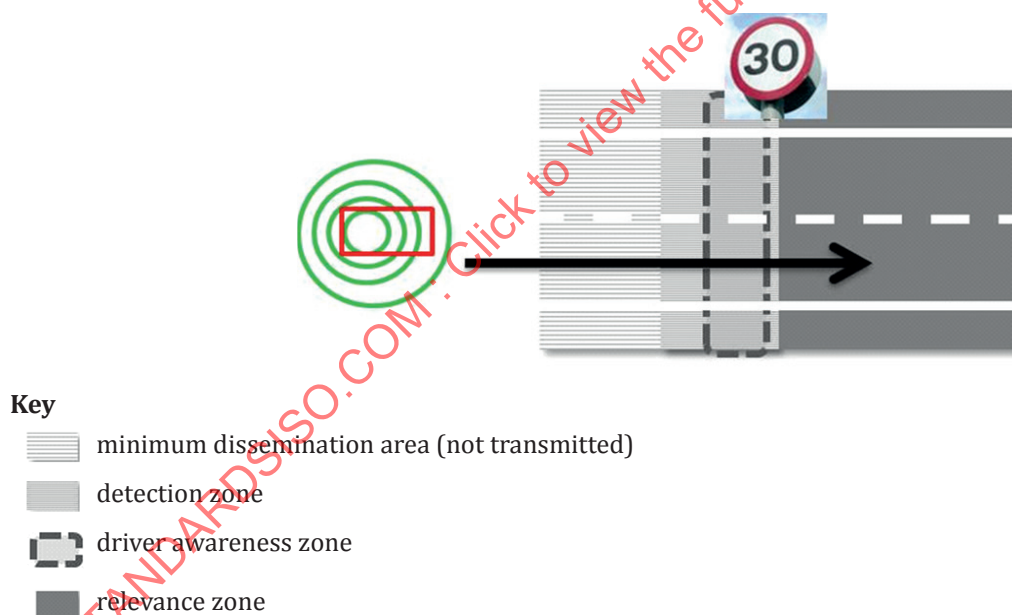 30
Key
minimum dissemination area (not transmitted)
detection zone
driver awareness zone
relevance zone
ANDARDSISO.COM : Click to view the fu